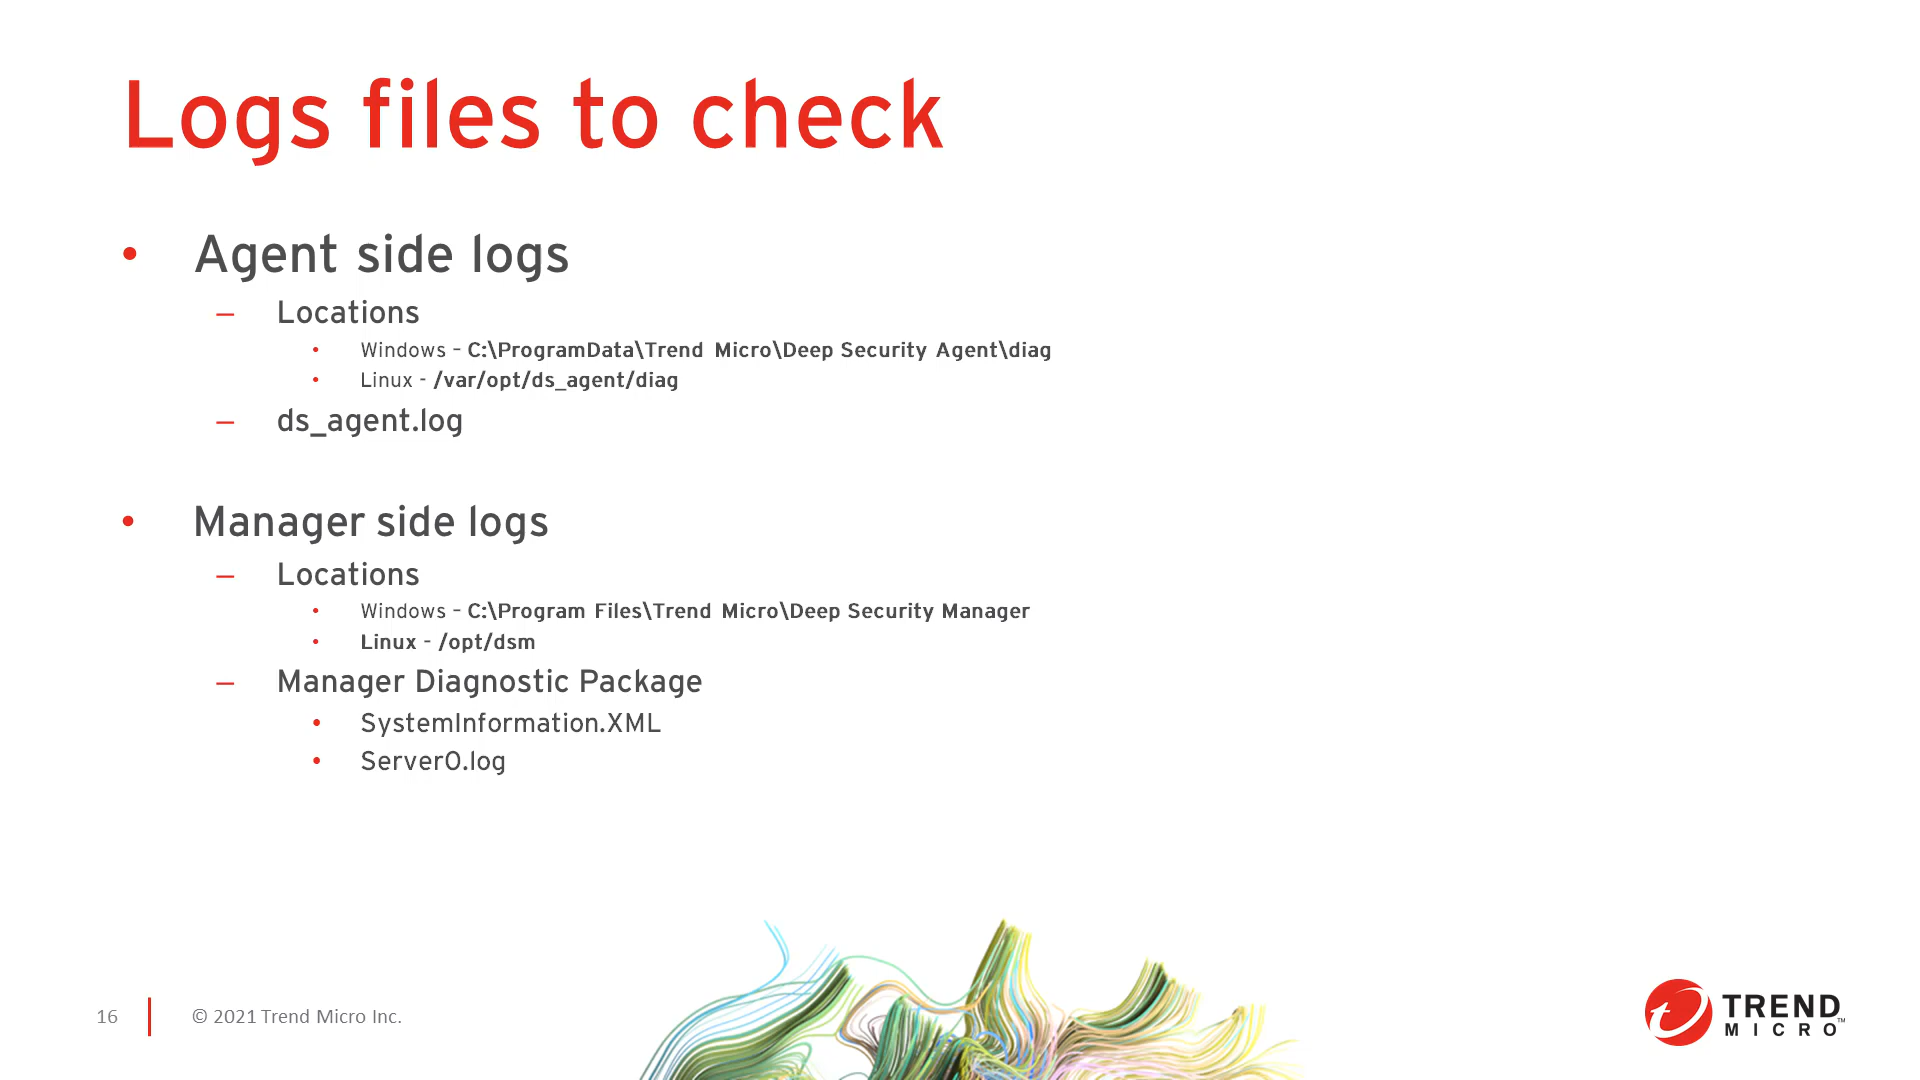 Logs files to check
• Agent side logs
– Locations
• Windows – C:\ProgramData\Trend Micro\Deep Security Agent\diag
• Linux - /var/opt/ds_agent/diag
– ds_agent.log
• Manager side logs
– Locations
• Windows – C:\Program Files\Trend Micro\Deep Security Manager
• Linux - /opt/dsm
– Manager Diagnostic Package
• SystemInformation.XML
• Server0.log
16
© 2021 Trend Micro Inc.
TREND
MICRO™